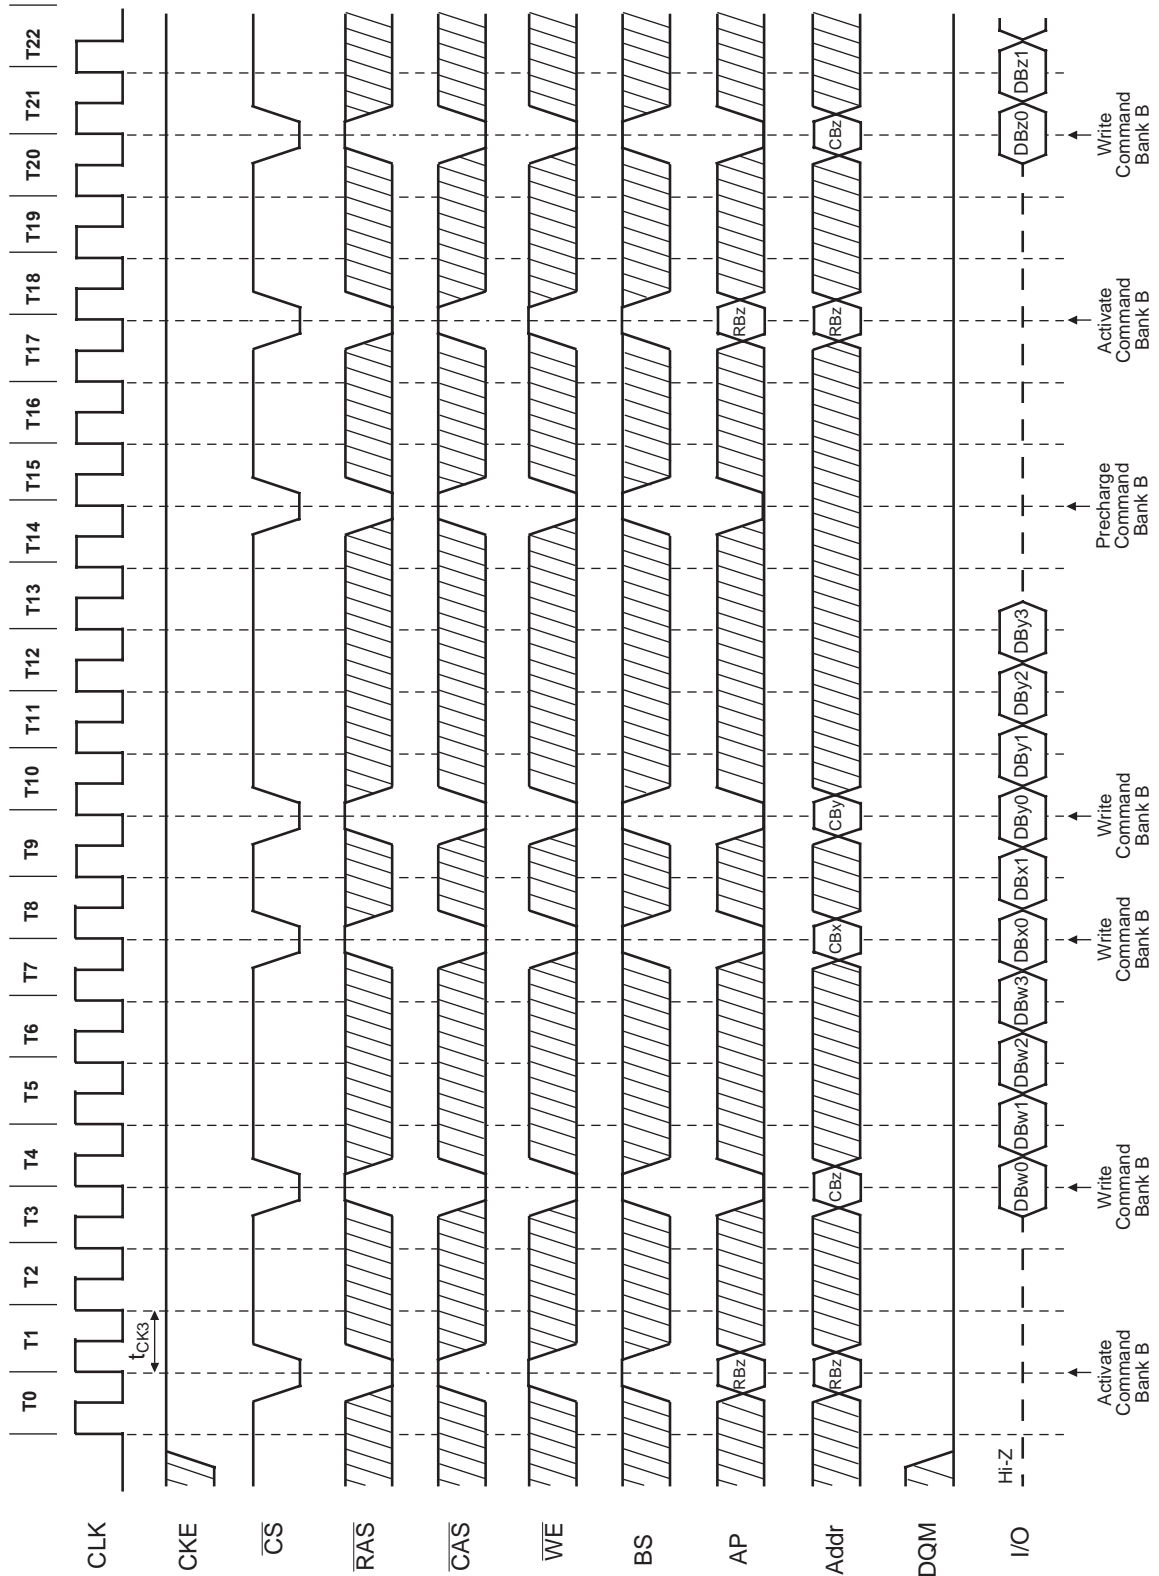 T0 T1 T2 T3 T4 T5 T6 T7 T8 T9 T10 T11 T12 T13 T14 T15 T16 T17 T18 T19 T20 T21 T22
CLK
tCK3
CKE
CS
RAS
CAS
WE
BS
AP RBz RBz
Addr RBz CBz CBx CBy RBz CBz
DQM
I/O Hi-Z DBw0 DBw1 DBw2 DBw3 DBx0 DBx1 DBy0 DBy1 DBy2 DBy3 DBz0 DBz1
Activate
Command
Bank B
Write
Command
Bank B
Write
Command
Bank B
Write
Command
Bank B
Precharge
Command
Bank B
Activate
Command
Bank B
Write
Command
Bank B